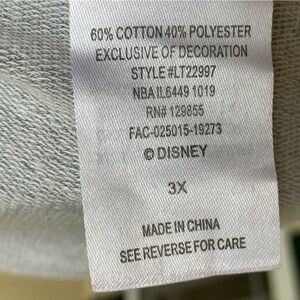 60% COTTON 40% POLYESTER
EXCLUSIVE OF DECORATION
STYLE #LT22997
NBA IL6449 1019
RN# 129855
FAC-025015-19273
© DISNEY
3X
MADE IN CHINA
SEE REVERSE FOR CARE